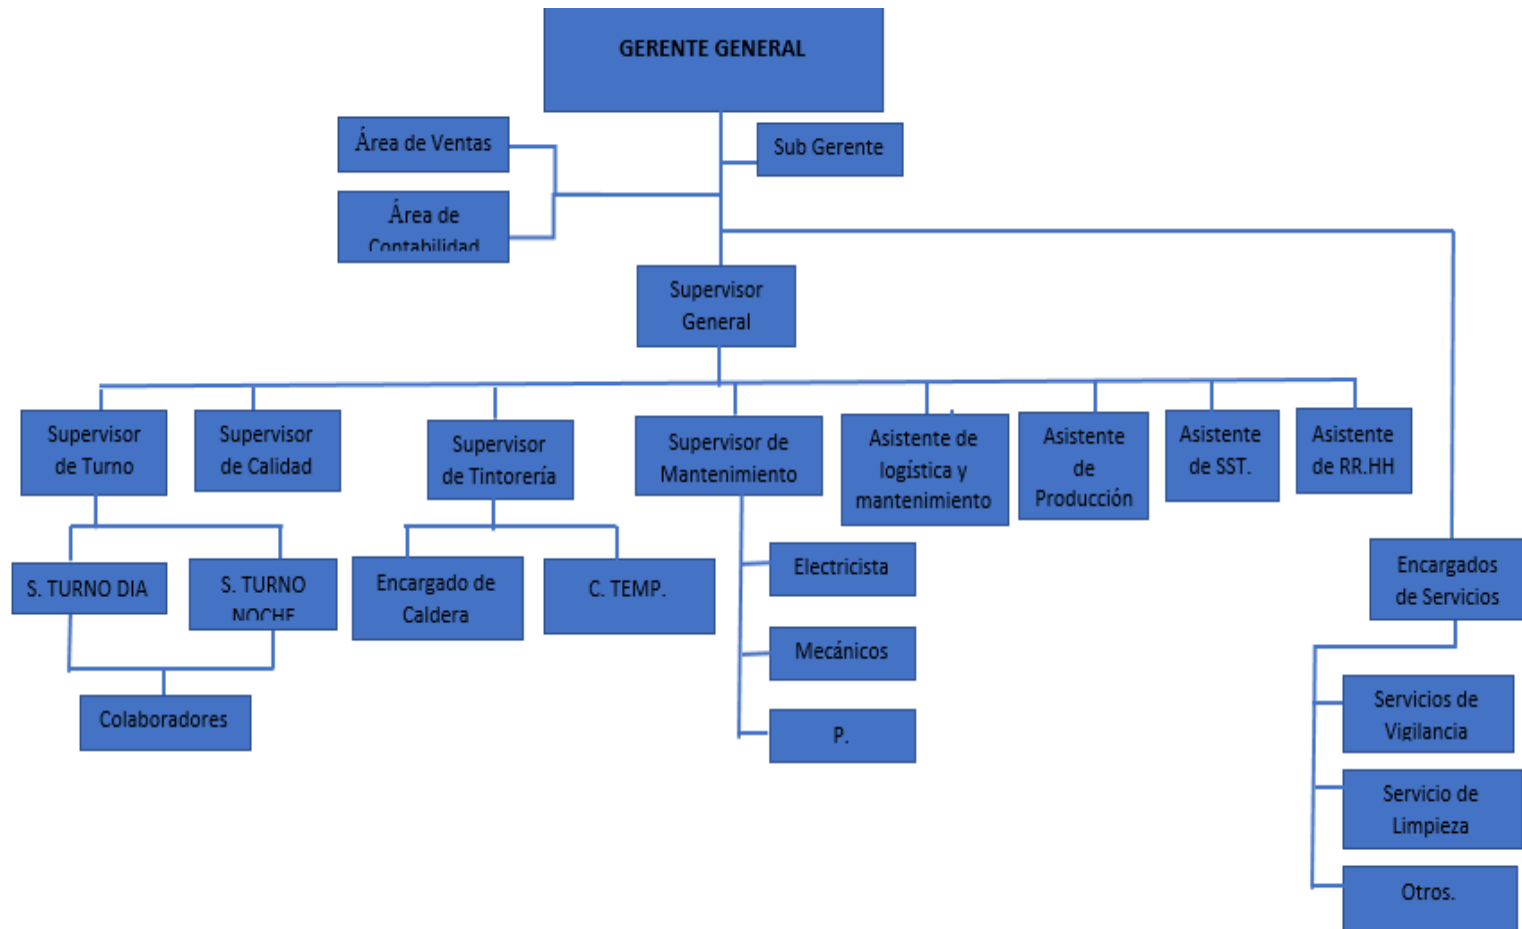 GERENTE GENERAL
Área de Ventas
Sub Gerente
Área de
Contabilidad
Supervisor
General
Supervisor
de Turno
Supervisor
de Calidad
Supervisor
de Tintorería
Supervisor de
Mantenimiento
Asistente de
logística y
mantenimiento
Asistente
de
Producción
Asistente
de SST.
Asistente
de RR.HH
S. TURNO DIA
S. TURNO
NOCHE
Encargado de
Caldera
C. TEMP.
Electricista
Encargados
de Servicios
Mecánicos
Colaboradores
P.
Servicios de
Vigilancia
Servicio de
Limpieza
Otros.